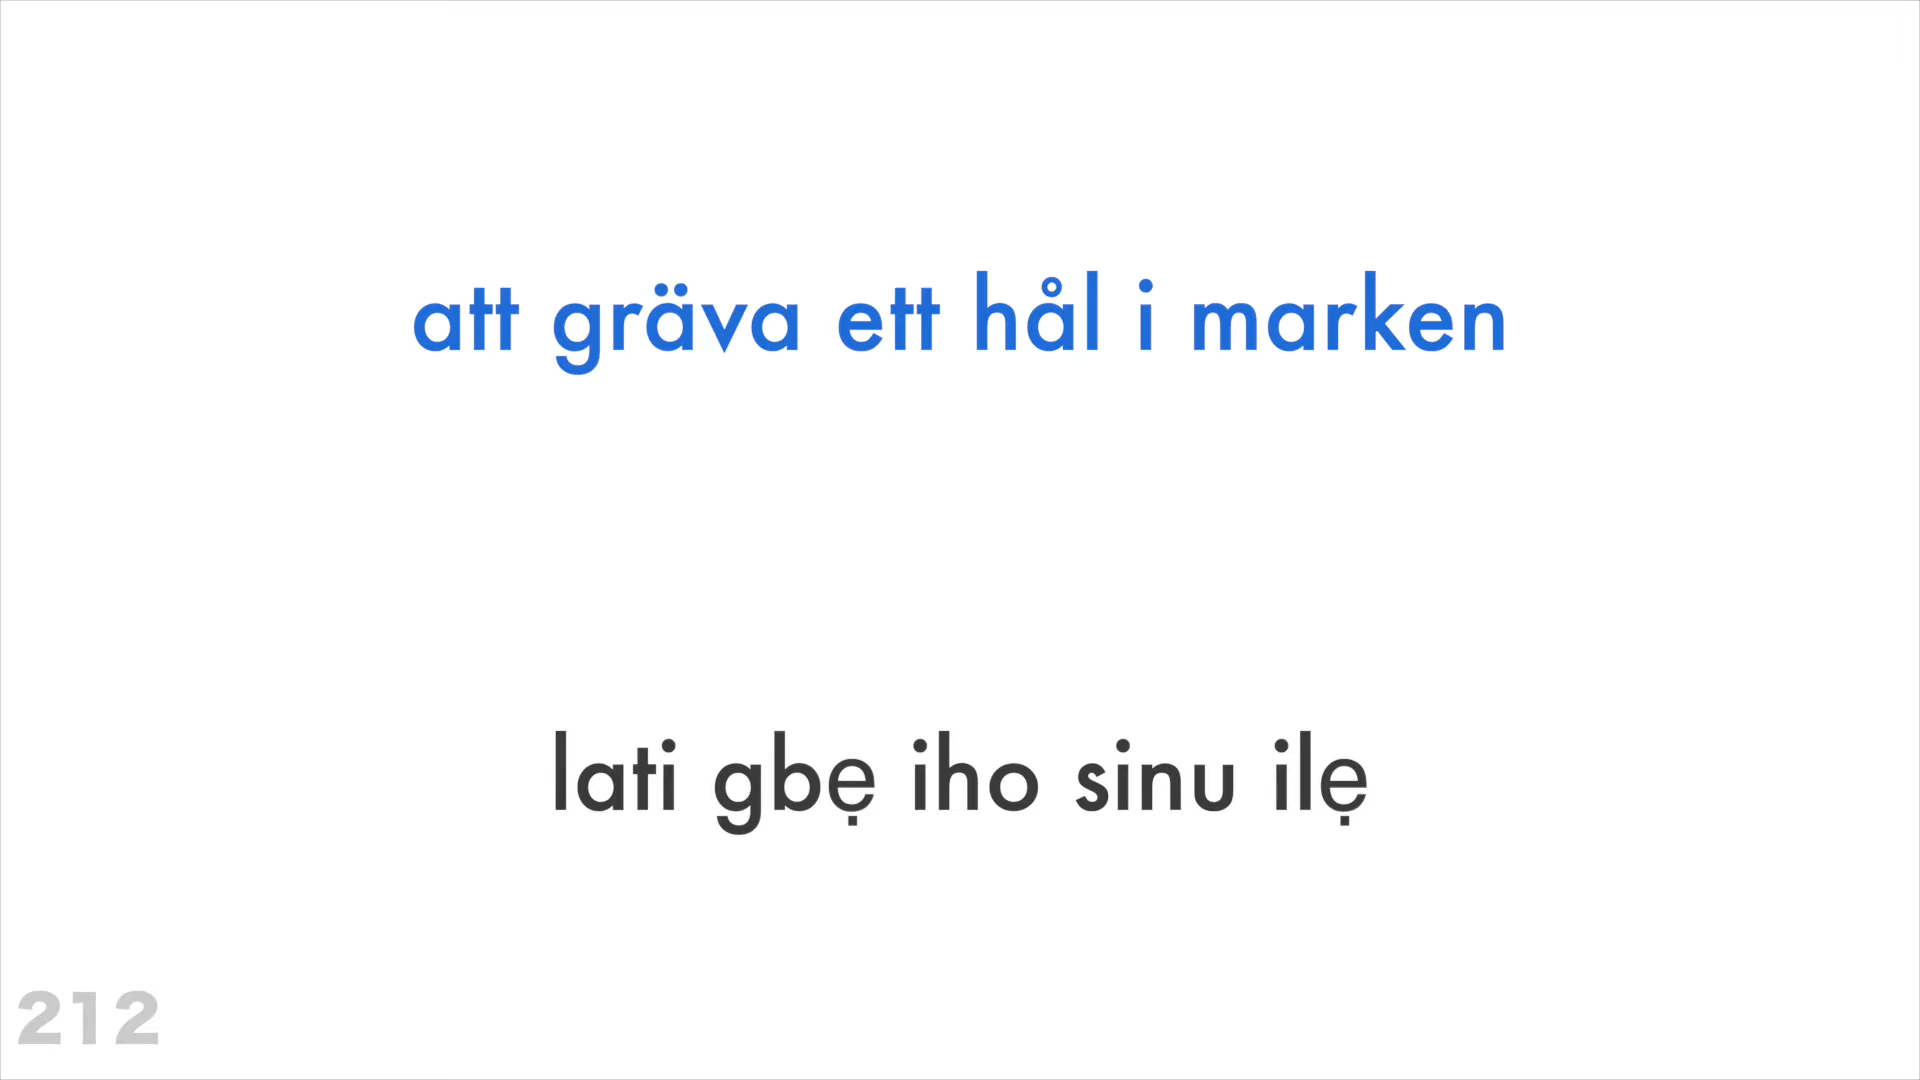 att gräva ett hål i marken
lati gbẹ iho sinu ilẹ
212